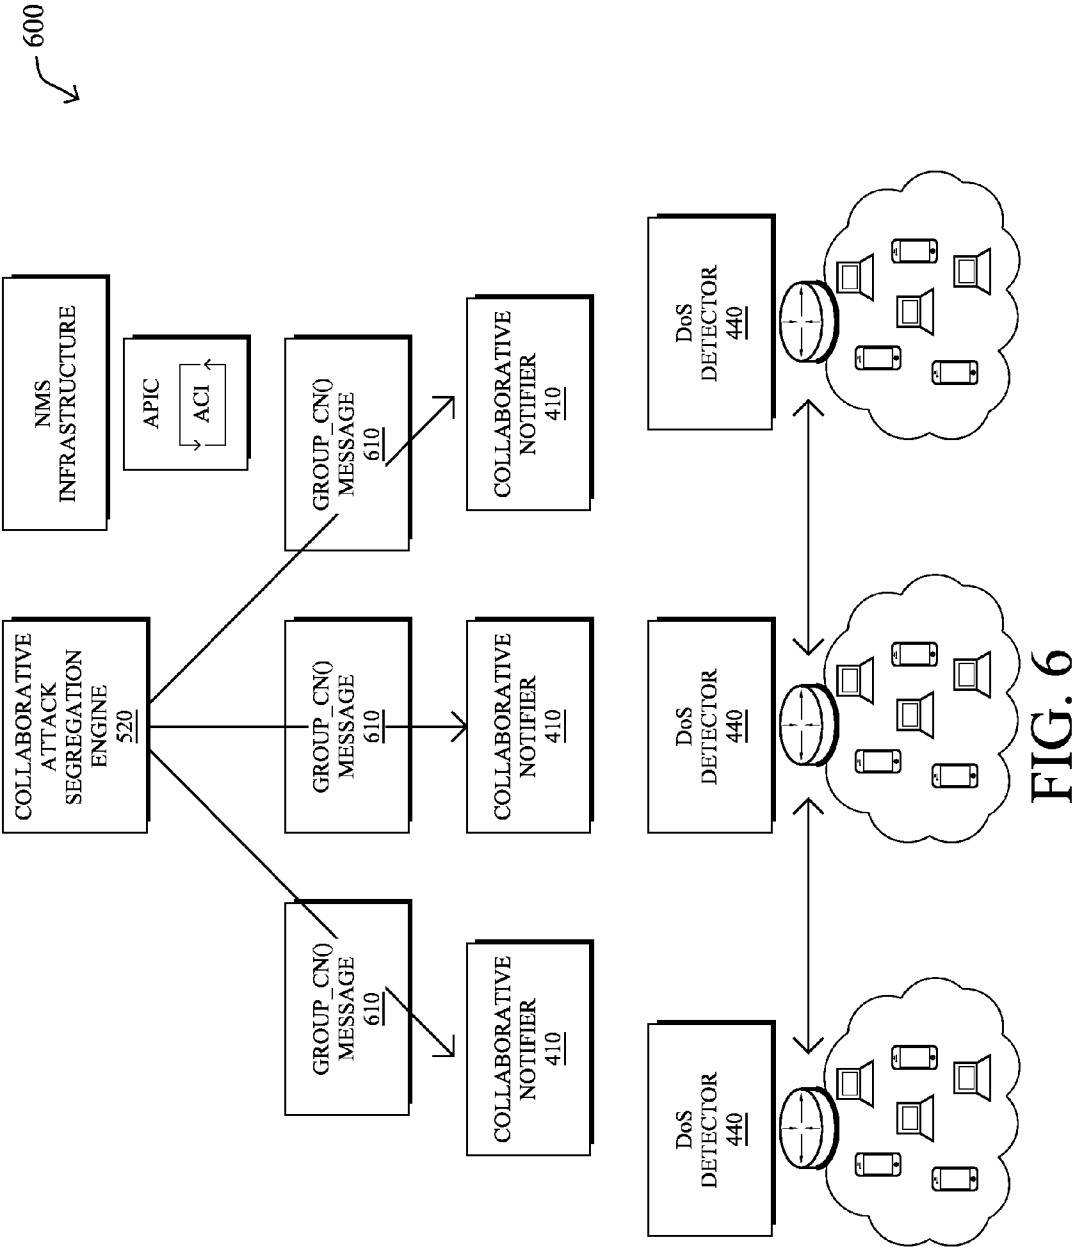 600
COLLABORATIVE
ATTACK
SEGREGATION
ENGINE
520
NMS
INFRASTRUCTURE
APIC
ACI
GROUP_CN()
MESSAGE
610
GROUP_CN()
MESSAGE
610
GROUP_CN()
MESSAGE
610
COLLABORATIVE
NOTIFIER
410
COLLABORATIVE
NOTIFIER
410
COLLABORATIVE
NOTIFIER
410
DoS
DETECTOR
440
DoS
DETECTOR
440
DoS
DETECTOR
440
FIG. 6